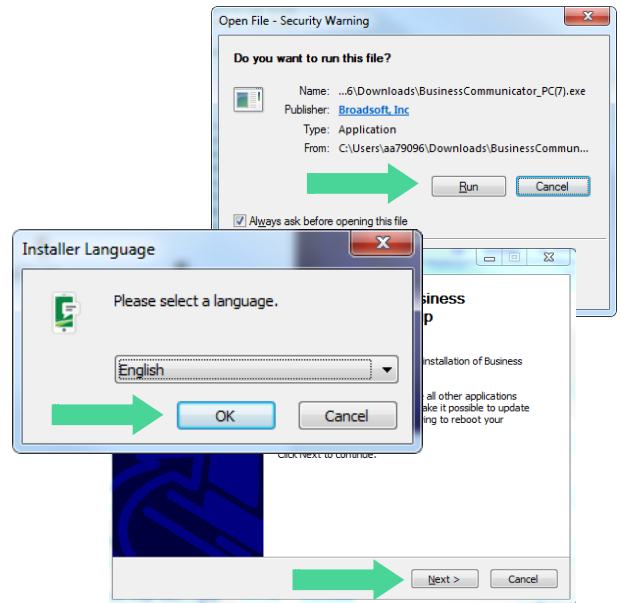 Open File - Security Warning
Do you want to run this file?
Name: ...6\Downloads\BusinessCommunicator_PC(7).exe
Publisher: Broadsoft, Inc
Type: Application
From: C:\Users\aa79096\Downloads\BusinessCommun...
Run Cancel
Always ask before opening this file
Installer Language
Please select a language.
English
OK Cancel
siness
p
installation of Business
all other applications
ake it possible to update
ing to reboot your
Click Next to continue.
Next > Cancel